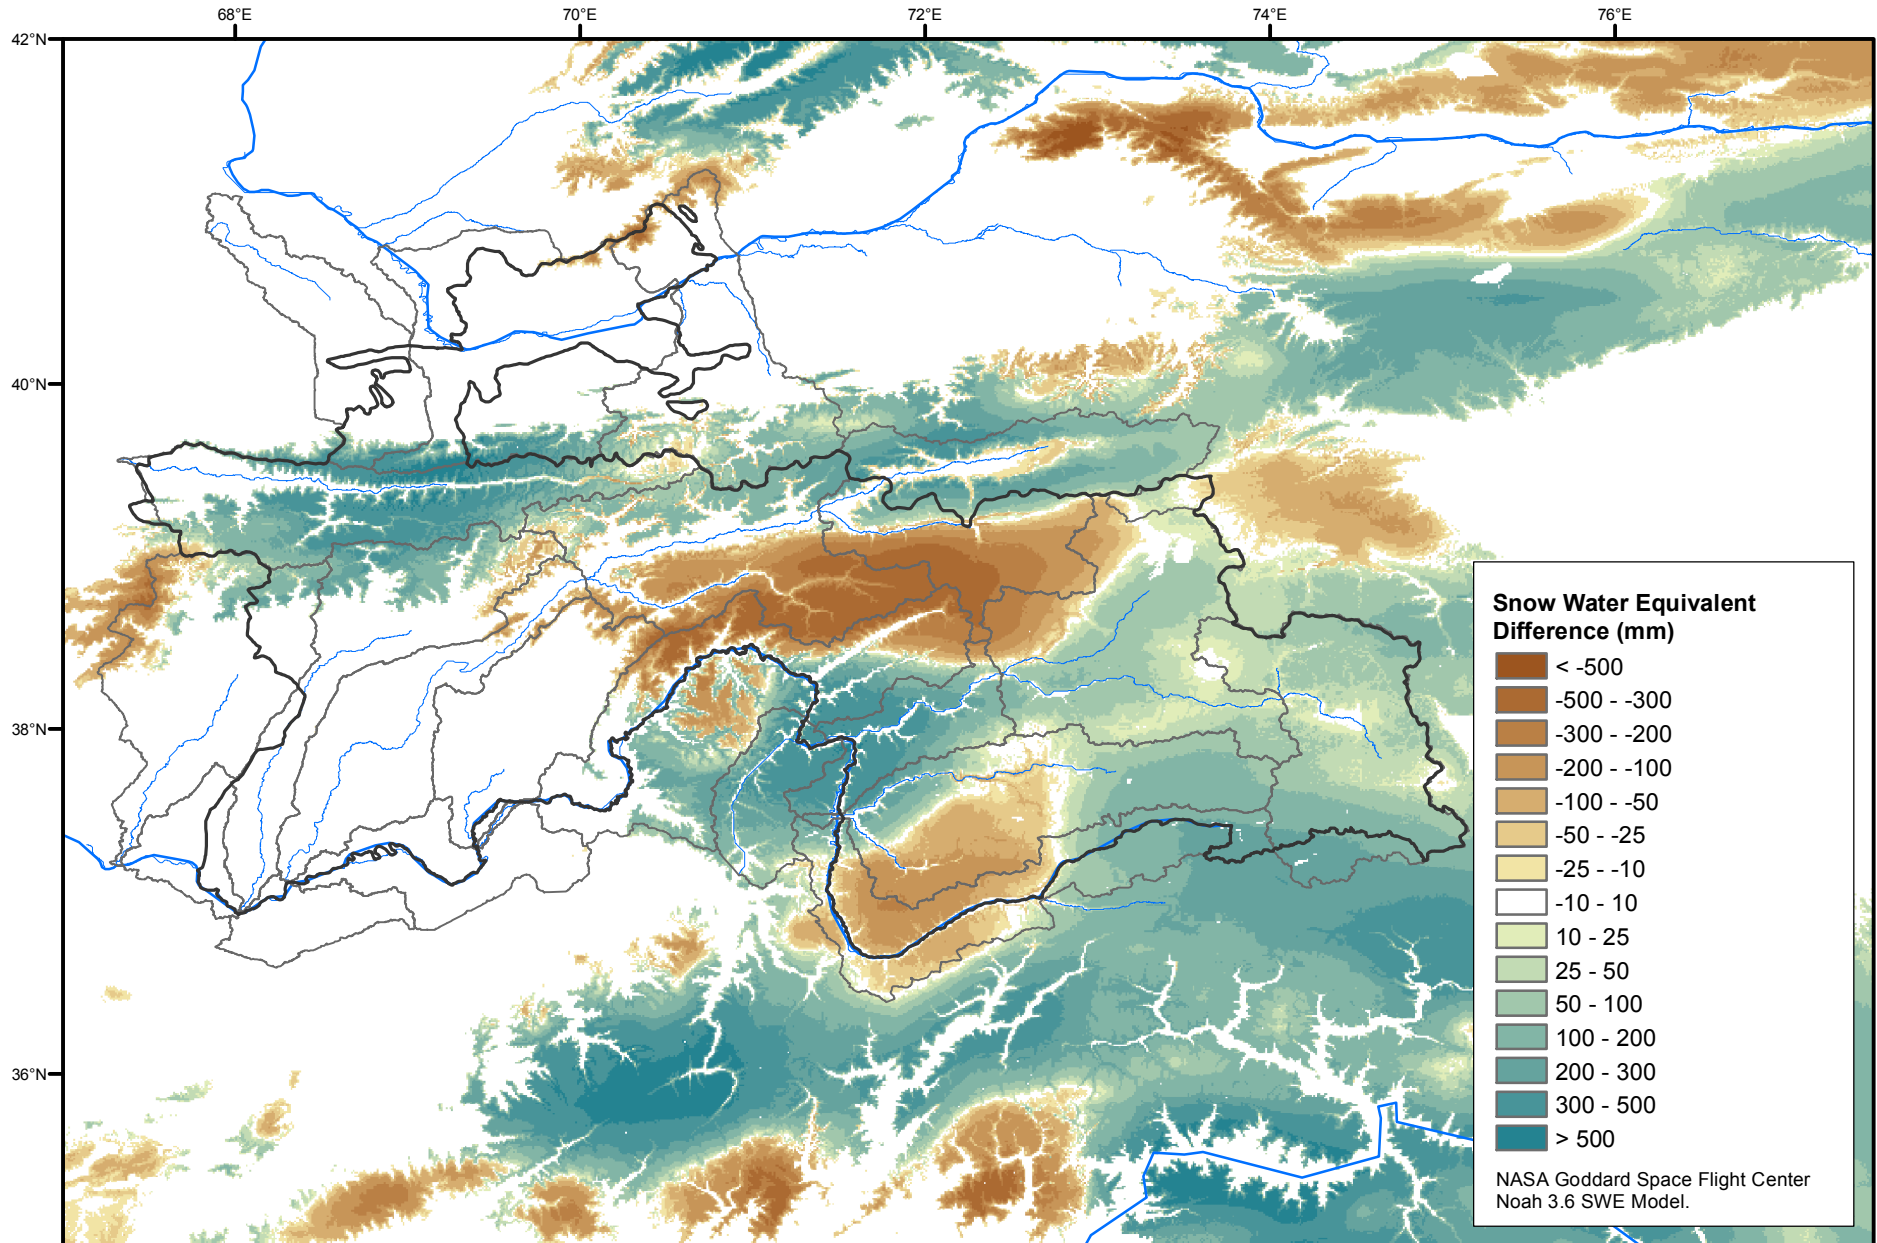 68°E
70°E
72°E
74°E
76°E
42°N
40°N
38°N
36°N
Snow Water Equivalent
Difference (mm)
< -500
-500 - -300
-300 - -200
-200 - -100
-100 - -50
-50 - -25
-25 - -10
-10 - 10
10 - 25
25 - 50
50 - 100
100 - 200
200 - 300
300 - 500
> 500
NASA Goddard Space Flight Center
Noah 3.6 SWE Model.